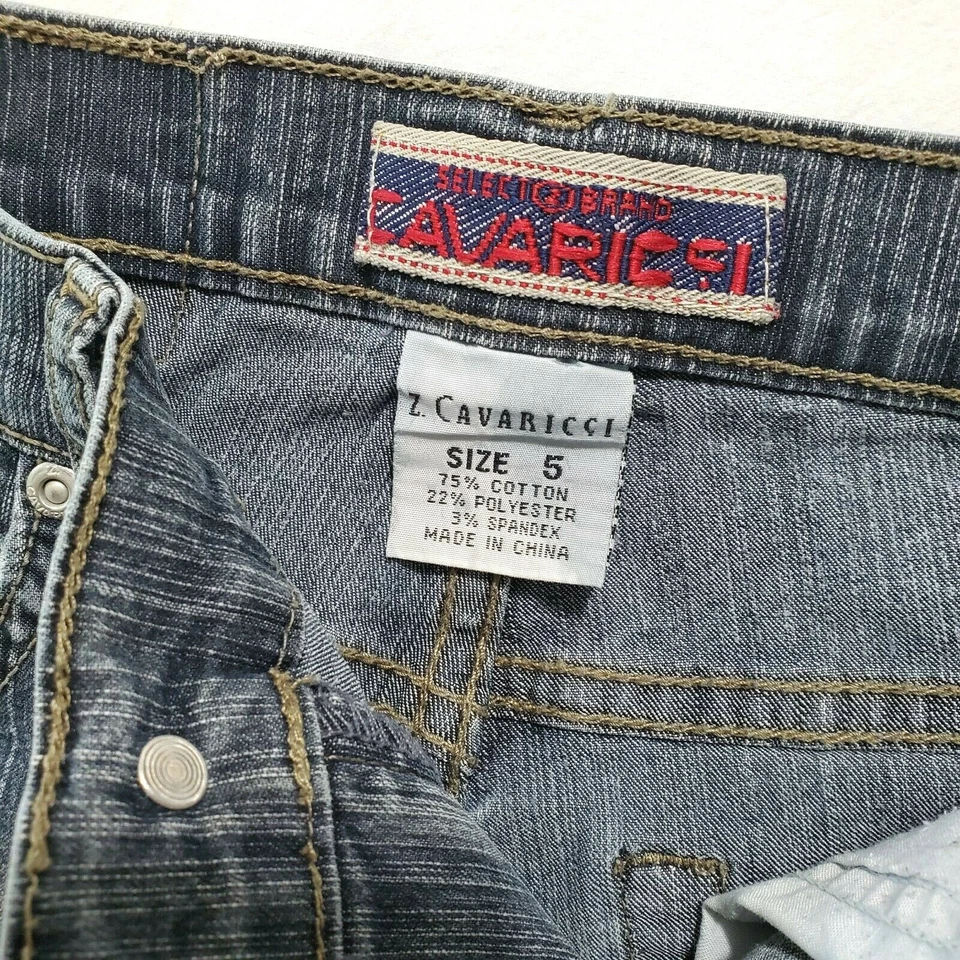 SELECT Z BRAND
CAVARICCI
Z. CAVARICCI
SIZE 5
75% COTTON
22% POLYESTER
3% SPANDEX
MADE IN CHINA